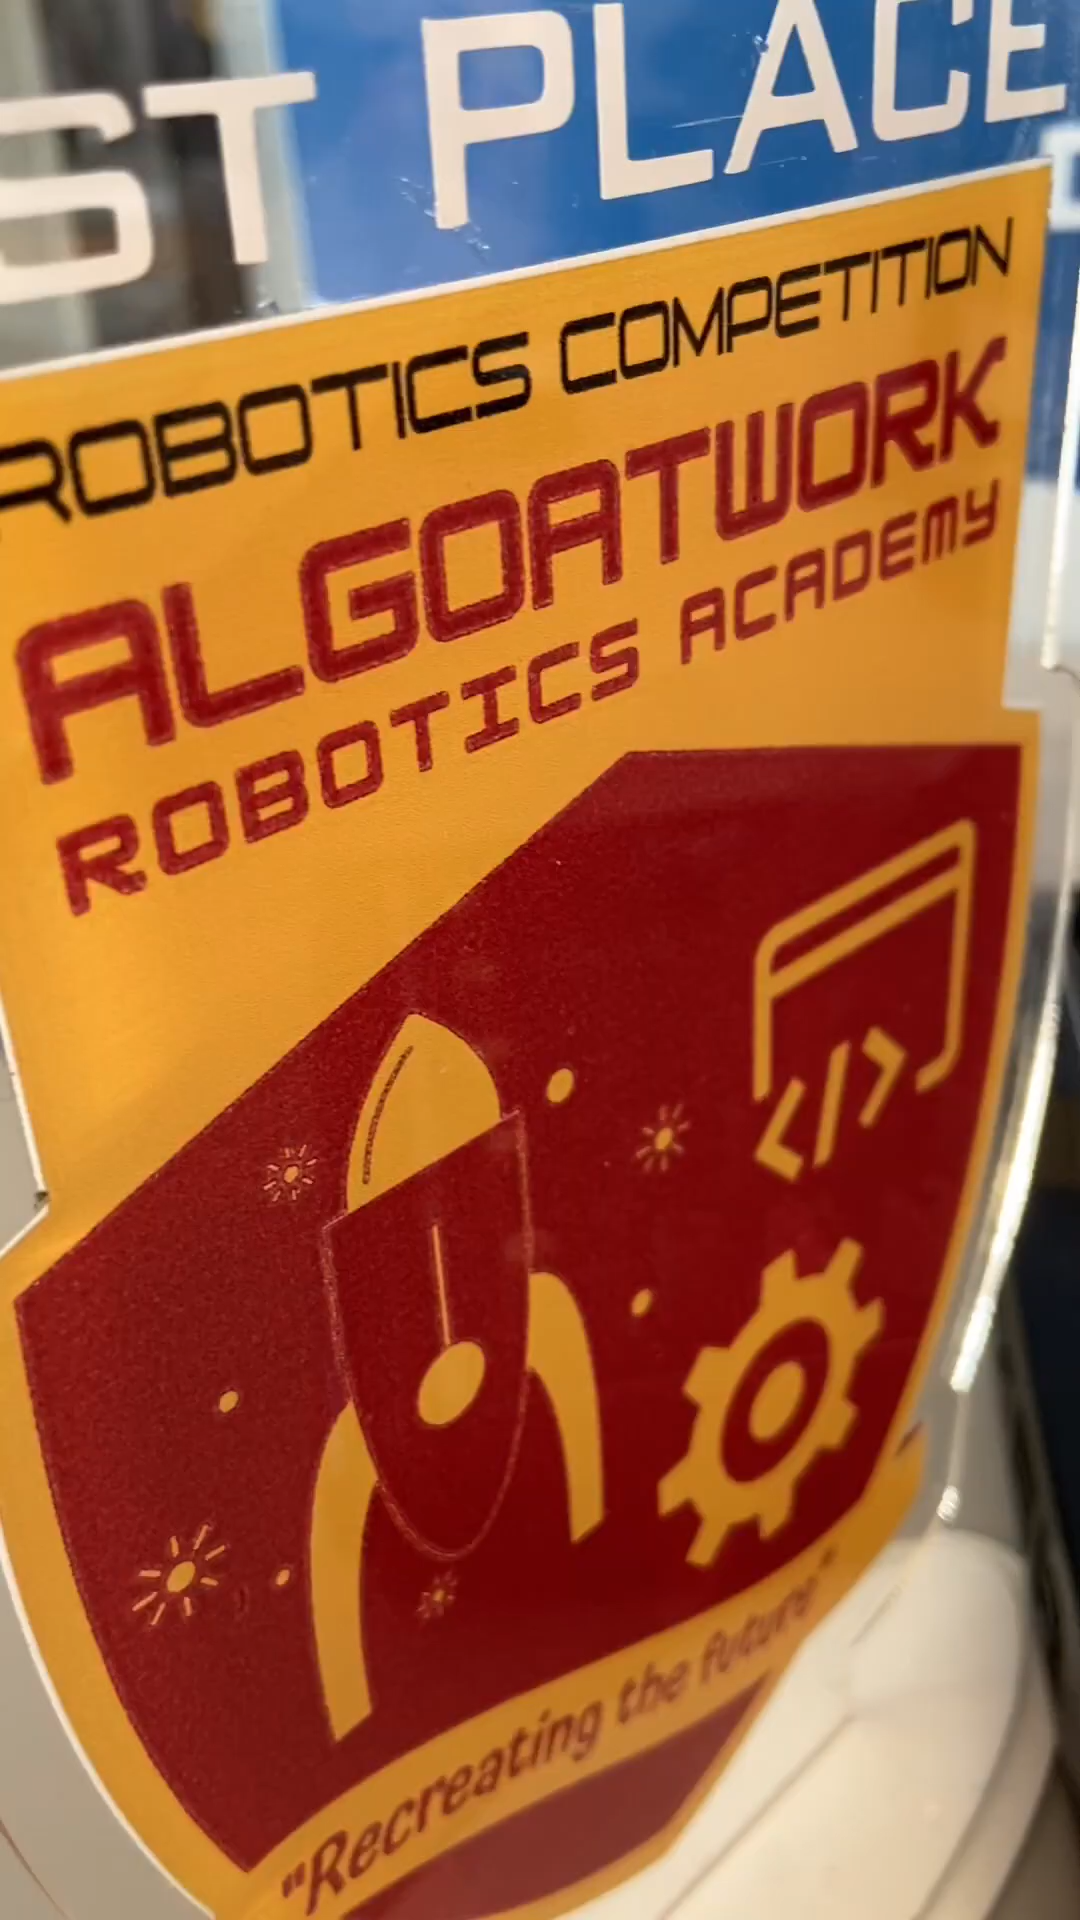 ST PLACE
ROBOTICS COMPETITION
ALGOATWORK
ROBOTICS ACADEMY
</>
"Recreating the future"